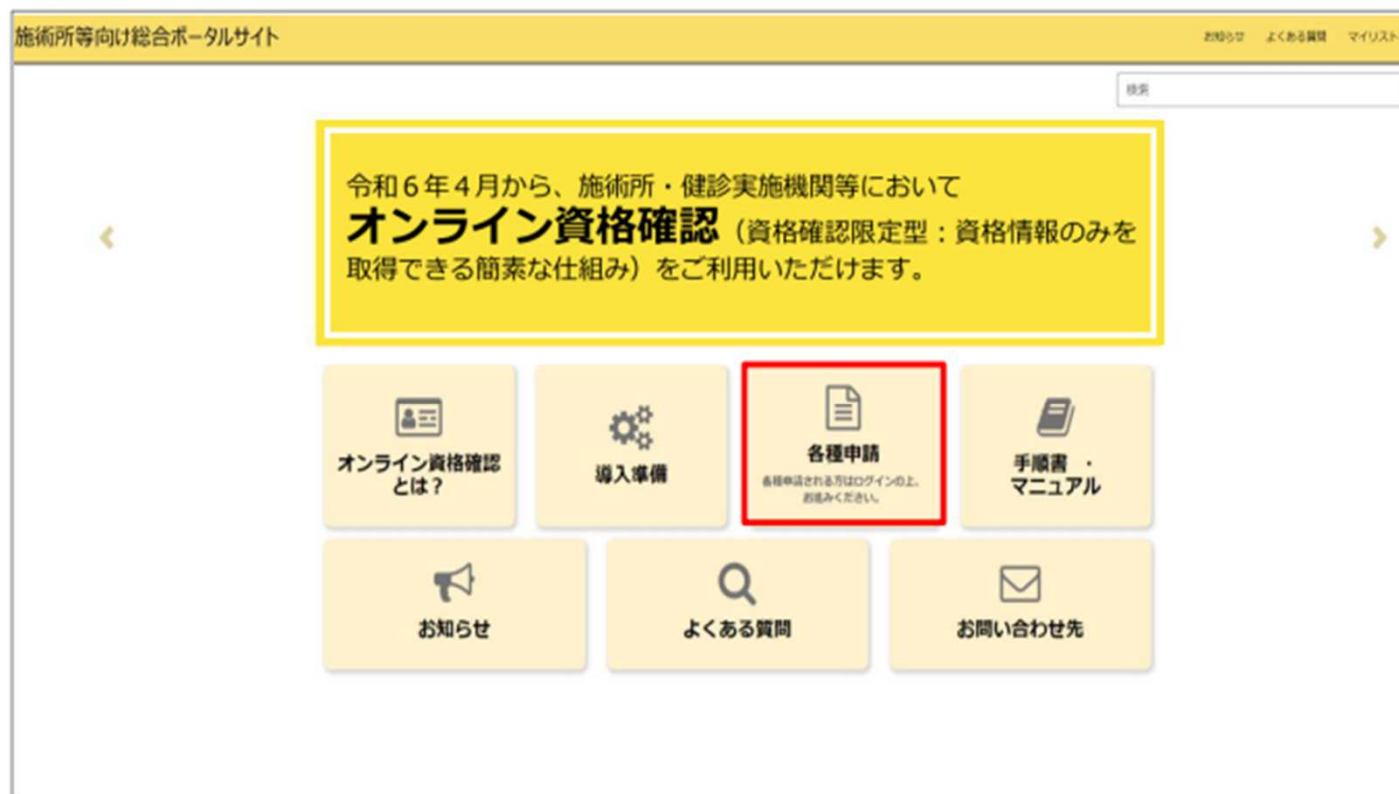 施術所等向け総合ポータルサイト
お知らせ よくある質問 マイリスト
検索
令和６年４月から、施術所・健診実施機関等において
オンライン資格確認（資格確認限定型：資格情報のみを
取得できる簡素な仕組み）をご利用いただけます。
オンライン資格確認
とは？
導入準備
各種申請
各種申請される方はログインの上、
お進みください。
手順書 ・
マニュアル
お知らせ
よくある質問
お問い合わせ先